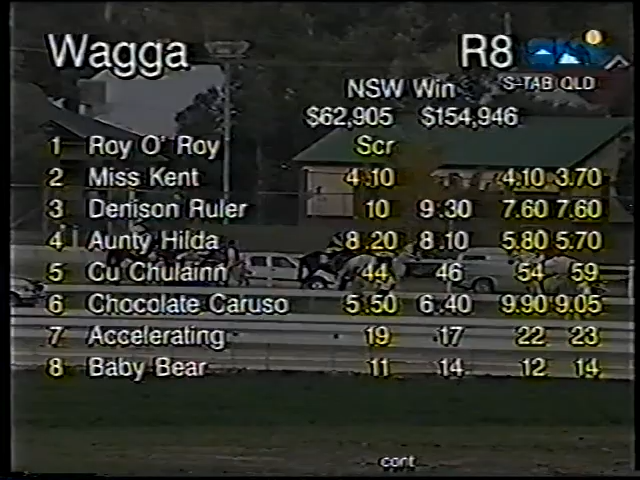 Wagga R8
S-TAB QLD
NSW Win
$62,905 $154,946
1 Roy O' Roy Scr
2 Miss Kent 4.10 4.10 3.70
3 Denison Ruler 10 9.30 7.60 7.60
4 Aunty Hilda 8.20 8.10 5.80 5.70
5 Cu Chulainn 44 46 54 59
6 Chocolate Caruso 5.50 6.40 9.90 9.05
7 Accelerating 19 17 22 23
8 Baby Bear 11 14 12 14
cont